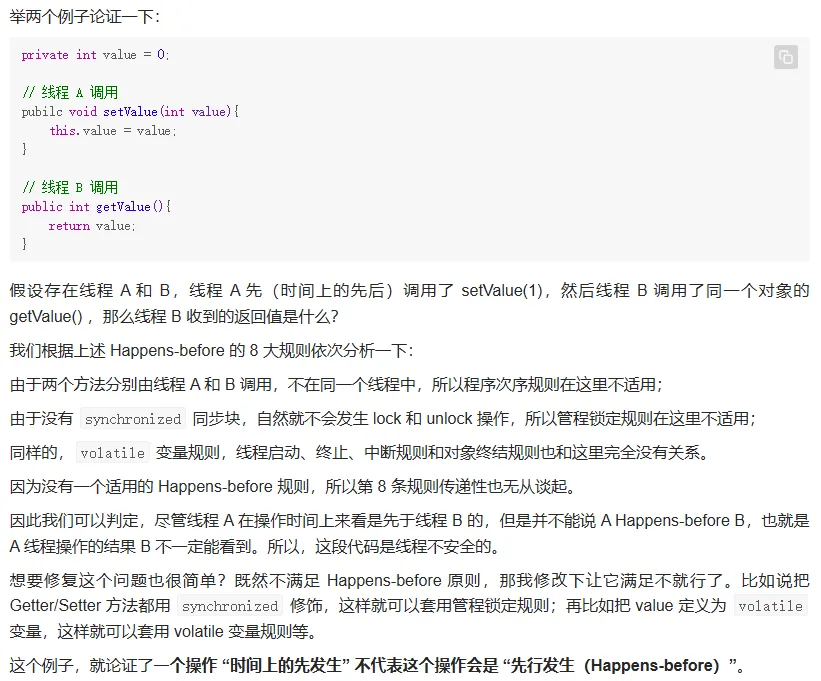 举两个例子论证一下：
private int value = 0;
// 线程 A 调用
pubilc void setValue(int value){
this.value = value;
}
// 线程 B 调用
public int getValue(){
return value;
}
假设存在线程 A 和 B，线程 A 先（时间上的先后）调用了 setValue(1)，然后线程 B 调用了同一个对象的
getValue() ，那么线程 B 收到的返回值是什么？
我们根据上述 Happens-before 的 8 大规则依次分析一下：
由于两个方法分别由线程 A 和 B 调用，不在同一个线程中，所以程序次序规则在这里不适用；
由于没有 synchronized 同步块，自然就不会发生 lock 和 unlock 操作，所以管程锁定规则在这里不适用；
同样的， volatile 变量规则，线程启动、终止、中断规则和对象终结规则也和这里完全没有关系。
因为没有一个适用的 Happens-before 规则，所以第 8 条规则传递性也无从谈起。
因此我们可以判定，尽管线程 A 在操作时间上来看是先于线程 B 的，但是并不能说 A Happens-before B，也就是
A 线程操作的结果 B 不一定能看到。所以，这段代码是线程不安全的。
想要修复这个问题也很简单？既然不满足 Happens-before 原则，那我修改下让它满足不就行了。比如说把
Getter/Setter 方法都用 synchronized 修饰，这样就可以套用管程锁定规则；再比如把 value 定义为 volatile
变量，这样就可以套用 volatile 变量规则等。
这个例子，就论证了一个操作 “时间上的先发生” 不代表这个操作会是 “先行发生（Happens-before）”。